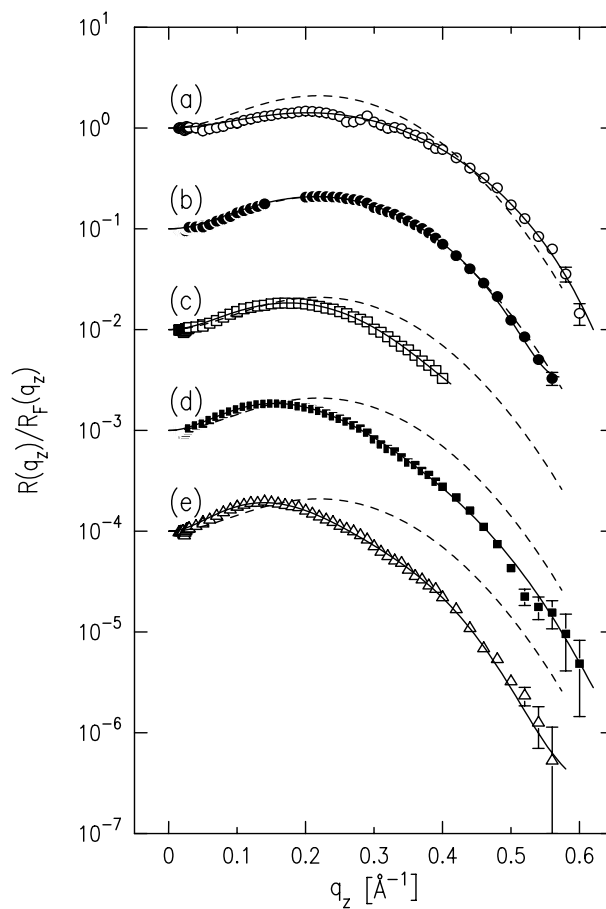 10^1
(a)
10^0
(b)
10^-1
(c)
10^-2
(d)
10^-3
(e)
10^-4
10^-5
10^-6
10^-7
R(q_z)/R_F(q_z)
0 0.1 0.2 0.3 0.4 0.5 0.6
q_z [Å^-1]